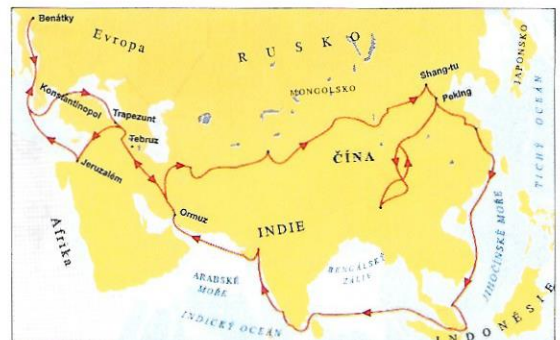 Benátky
Evropa
RUSKO
JAPONSKO
Shang-tu
MONGOLSKO
Konstantinopol
Peking
Trapezunt
Tebruz
TICHÝ OCEÁN
ČÍNA
Jeruzalém
Ormuz
Afrika
INDIE
JIHOČÍNSKÉ MOŘE
BENGÁLSKÝ
ZÁLIV
ARABSKÉ
MOŘE
INDICKÝ OCEÁN
INDONÉSIE